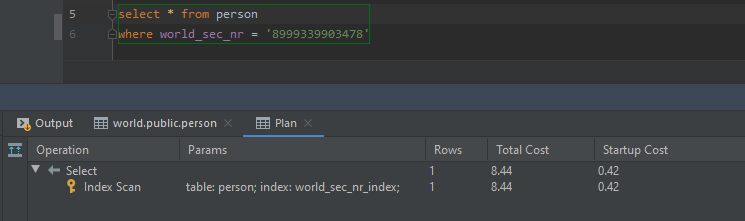 5 select * from person
6 where world_sec_nr = '8999339903478'
Output world.public.person Plan
Operation Params Rows Total Cost Startup Cost
Select 1 8.44 0.42
Index Scan table: person; index: world_sec_nr_index; 1 8.44 0.42